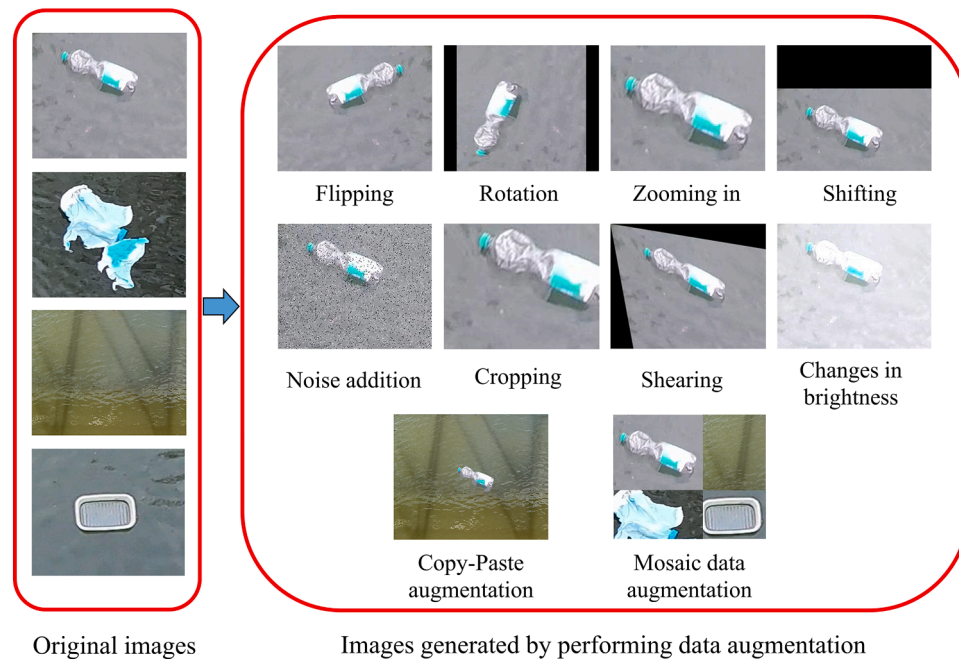 Flipping
Rotation
Zooming in
Shifting
Noise addition
Cropping
Shearing
Changes in
brightness
Copy-Paste
augmentation
Mosaic data
augmentation
Original images
Images generated by performing data augmentation